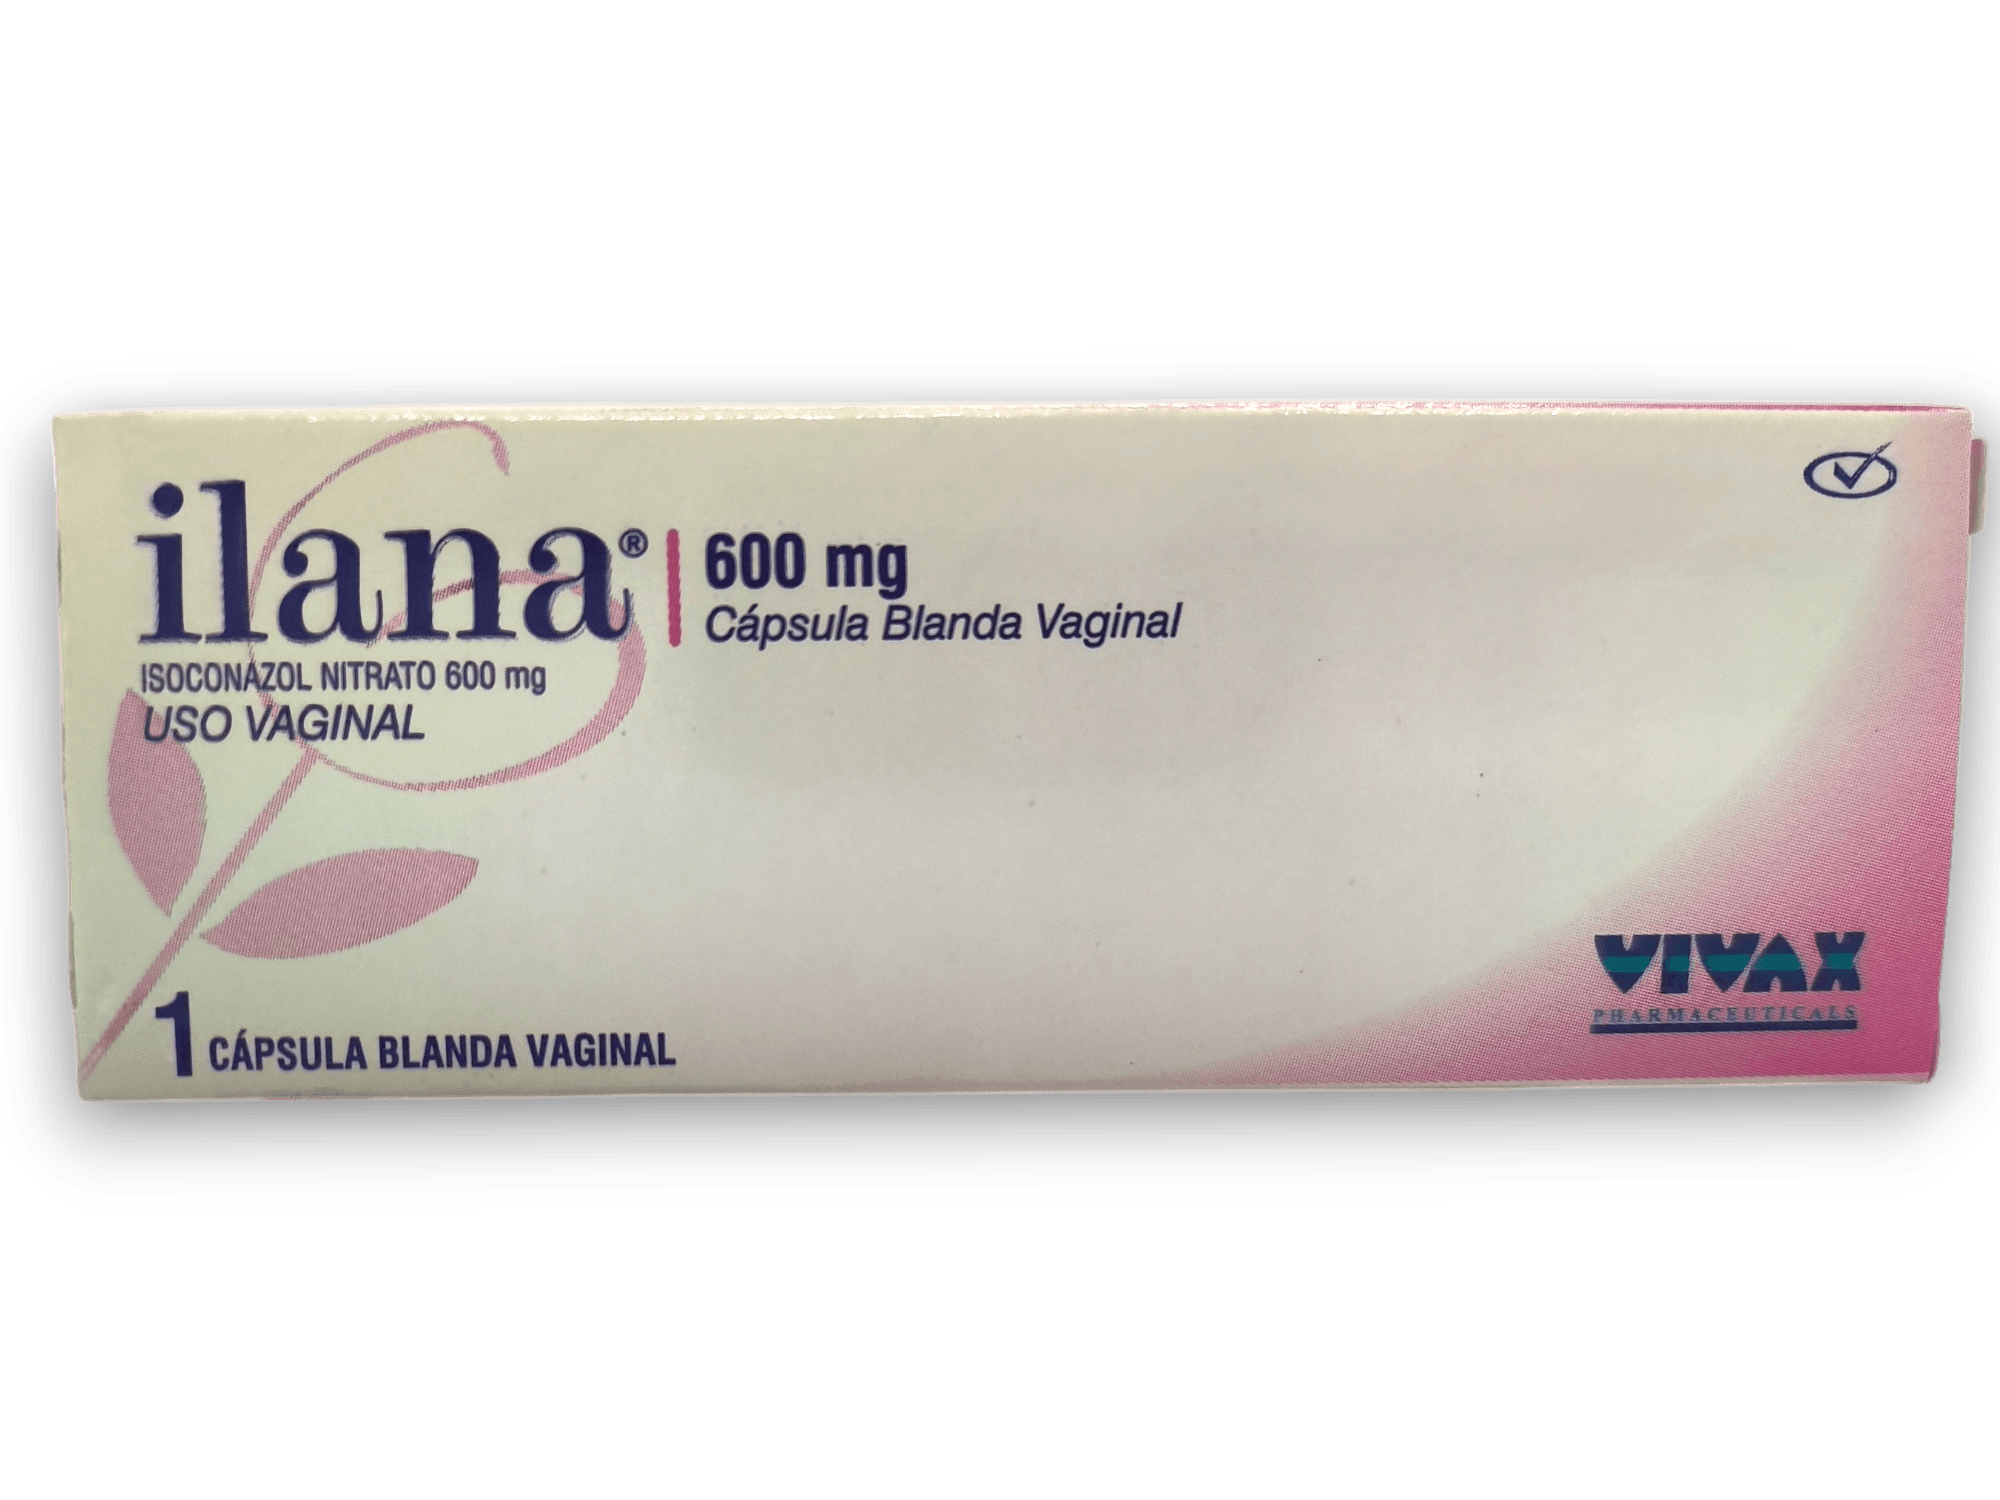 ilana®
600 mg
Cápsula Blanda Vaginal
ISOCONAZOL NITRATO 600 mg
USO VAGINAL
1 CÁPSULA BLANDA VAGINAL
VIVAX
PHARMACEUTICALS